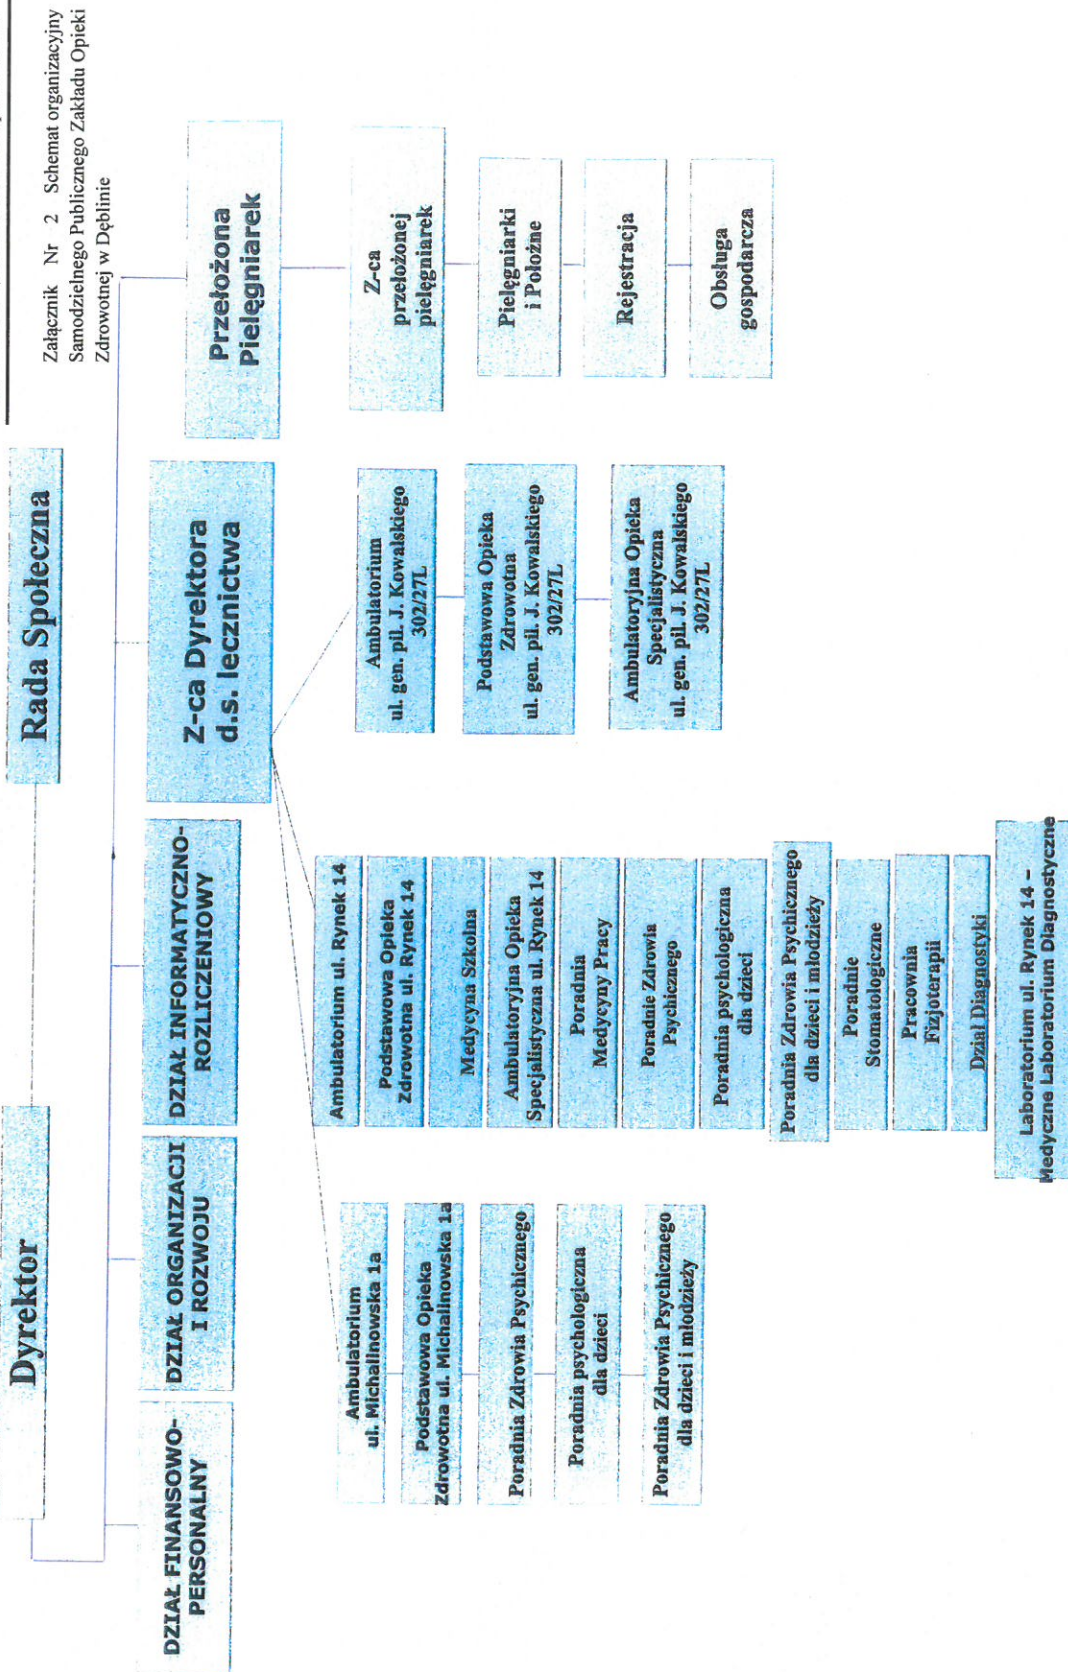 Załącznik Nr 2 Schemat organizacyjny
Samodzielnego Publicznego Zakładu Opieki
Zdrowotnej w Dęblinie
Dyrektor
Rada Społeczna
DZIAŁ FINANSOWO-
PERSONALNY
DZIAŁ ORGANIZACJI
I ROZWOJU
DZIAŁ INFORMATYCZNO-
ROZLICZENIOWY
Z-ca Dyrektora
d.s. lecznictwa
Przełożona
Pielęgniarek
Ambulatorium
ul. Michalinowska 1a
Podstawowa Opieka
Zdrowotna ul. Michalinowska 1a
Poradnia Zdrowia Psychicznego
Poradnia psychologiczna
dla dzieci
Poradnia Zdrowia Psychicznego
dla dzieci i młodzieży
Ambulatorium ul. Rynek 14
Podstawowa Opieka
Zdrowotna ul. Rynek 14
Medycyna Szkolna
Ambulatoryjna Opieka
Specjalistyczna ul. Rynek 14
Poradnia
Medycyny Pracy
Poradnie Zdrowia
Psychicznego
Poradnia psychologiczna
dla dzieci
Poradnia Zdrowia Psychicznego
dla dzieci i młodzieży
Poradnie
Stomatologiczne
Pracownia
Fizjoterapii
Dział Diagnostyki
Laboratorium ul. Rynek 14 –
Medyczne Laboratorium Diagnostyczne
Ambulatorium
ul. gen. pil. J. Kowalskiego
302/27L
Podstawowa Opieka
Zdrowotna
ul. gen. pil. J. Kowalskiego
302/27L
Ambulatoryjna Opieka
Specjalistyczna
ul. gen. pil. J. Kowalskiego
302/27L
Z-ca
przełożonej
pielęgniarek
Pielęgniarki
i Położne
Rejestracja
Obsługa
gospodarcza